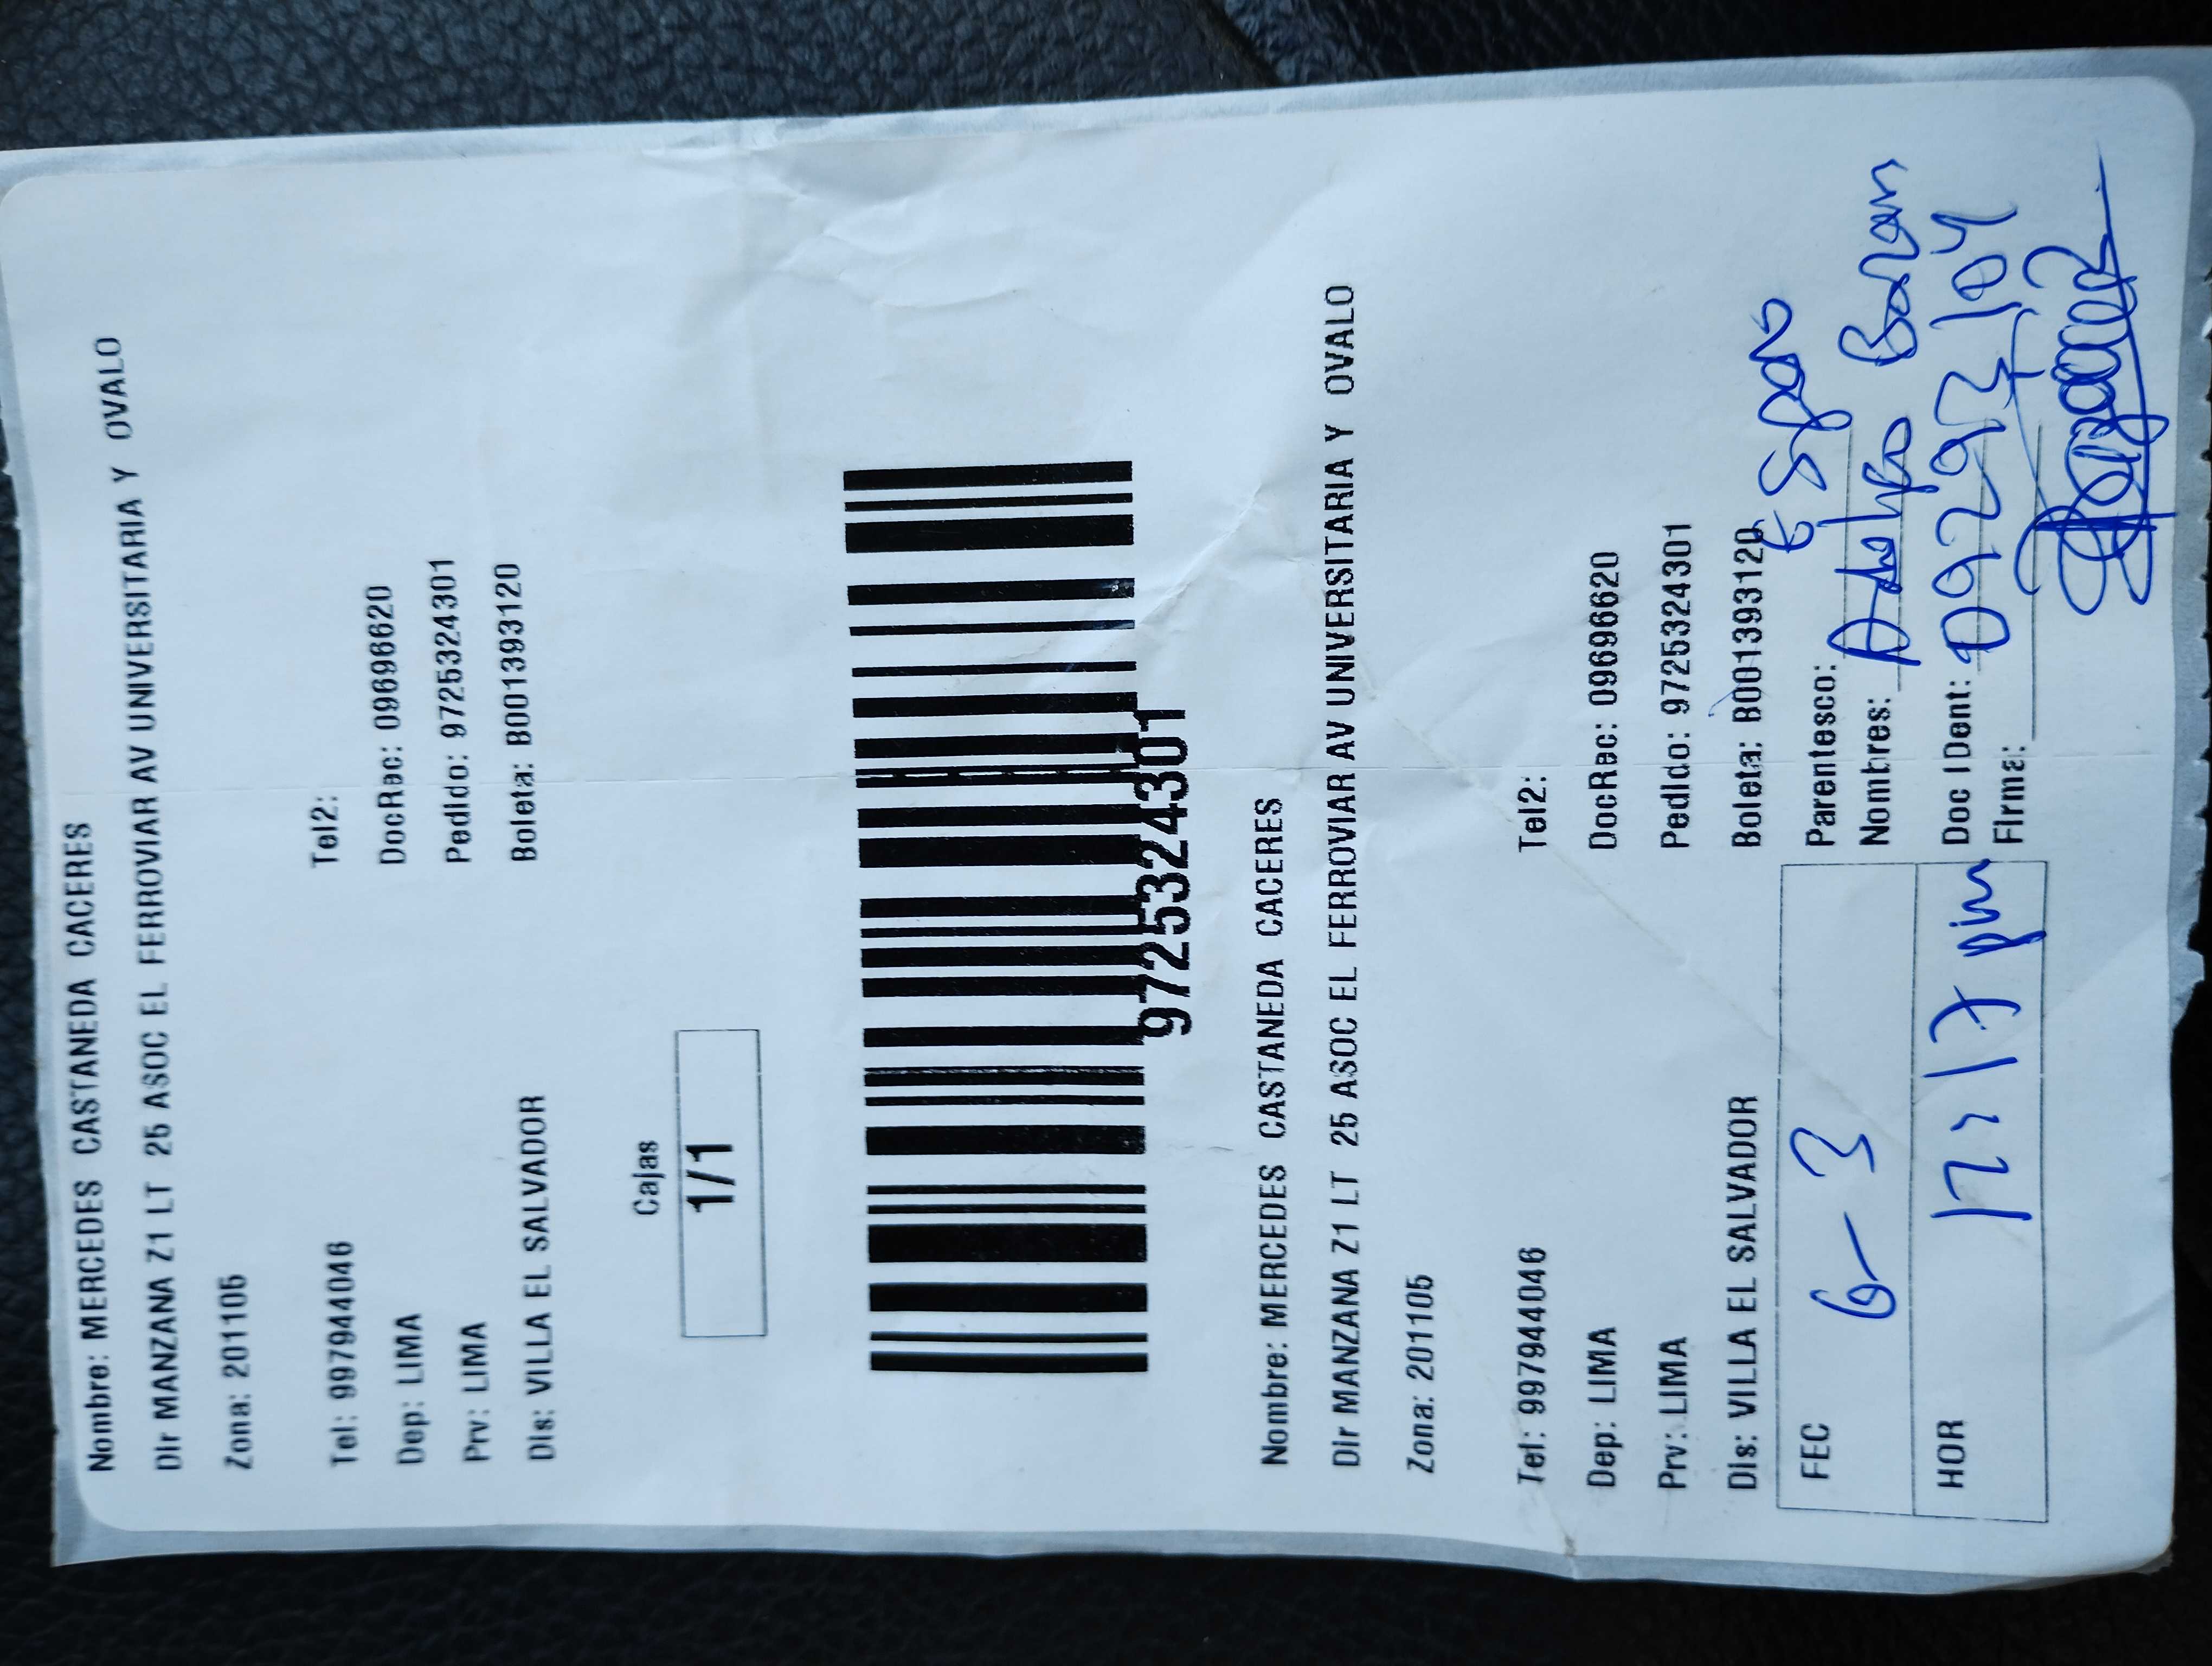 Nombre: MERCEDES CASTANEDA CACERES
Dir MANZANA Z1 LT 25 ASOC EL FERROVIAR AV UNIVERSITARIA Y OVALO
Zona: 201105
Tel: 997944046 Tel2:
Dep: LIMA DocRec: 09696620
Prv: LIMA Pedido: 97253243​01
Dis: VILLA EL SALVADOR Boleta: B001393120
Cajas
1/1
9725324301
Nombre: MERCEDES CASTANEDA CACERES
Dir MANZANA Z1 LT 25 ASOC EL FERROVIAR AV UNIVERSITARIA Y OVALO
Zona: 201105
Tel: 997944046 Tel2:
Dep: LIMA DocRec: 09696620
Prv: LIMA Pedido: 9725324301
Dis: VILLA EL SALVADOR Boleta: B001393120
FEC 6-3 Parentesco: Esposo
Nombres: Adolfo Bazan
HOR 12:17 pm Doc IDent:
Firma: